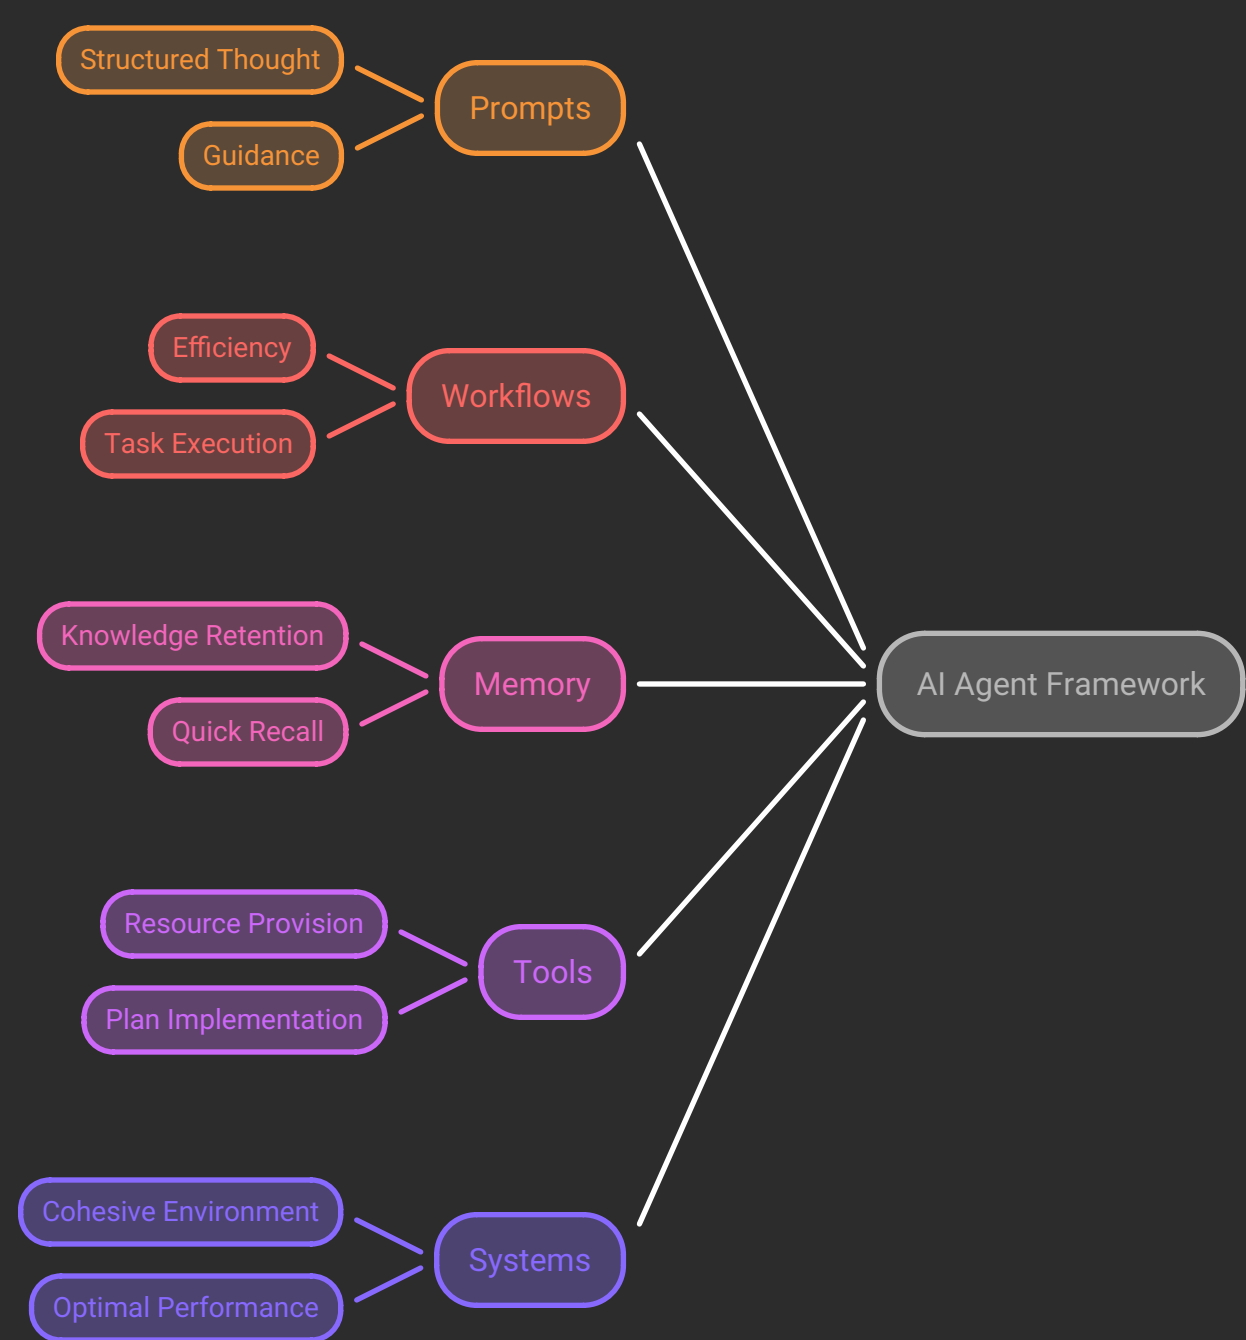 Structured Thought
Guidance
Prompts
Efficiency
Task Execution
Workflows
Knowledge Retention
Quick Recall
Memory
AI Agent Framework
Resource Provision
Plan Implementation
Tools
Cohesive Environment
Optimal Performance
Systems